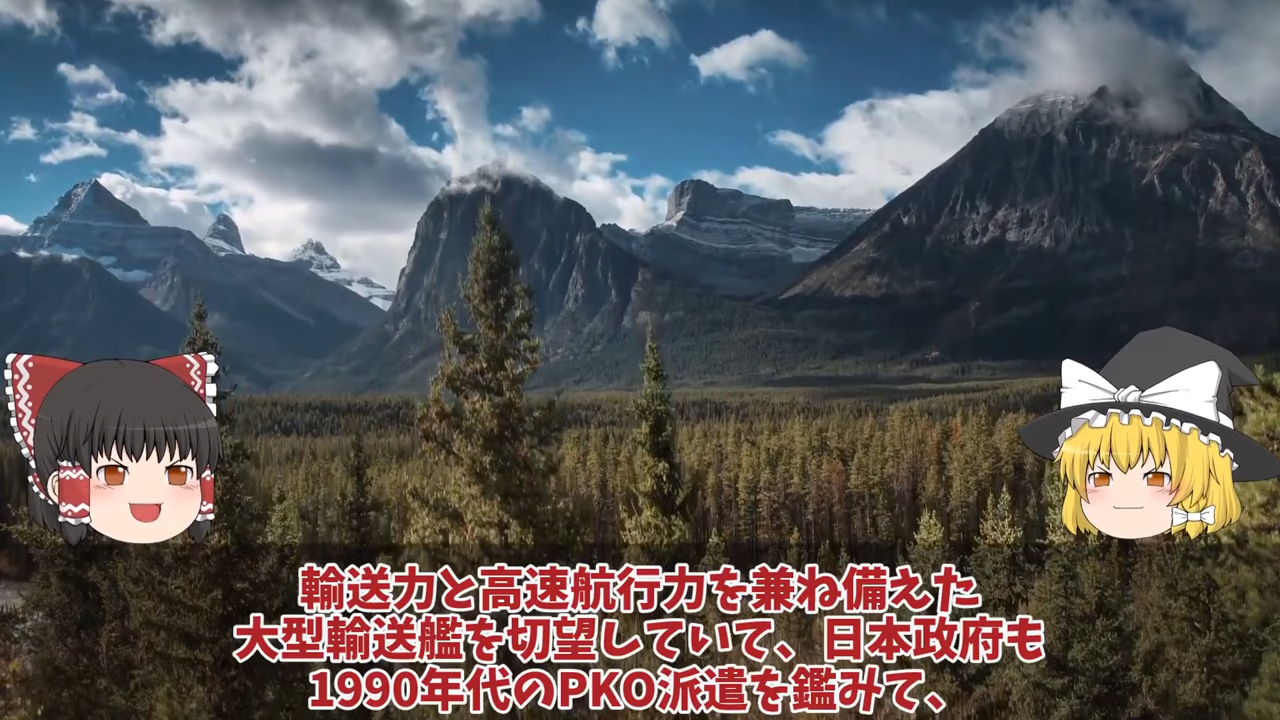 輸送力と高速航行力を兼ね備えた
大型輸送艦を切望していて、日本政府も
1990年代のPKO派遣を鑑みて、